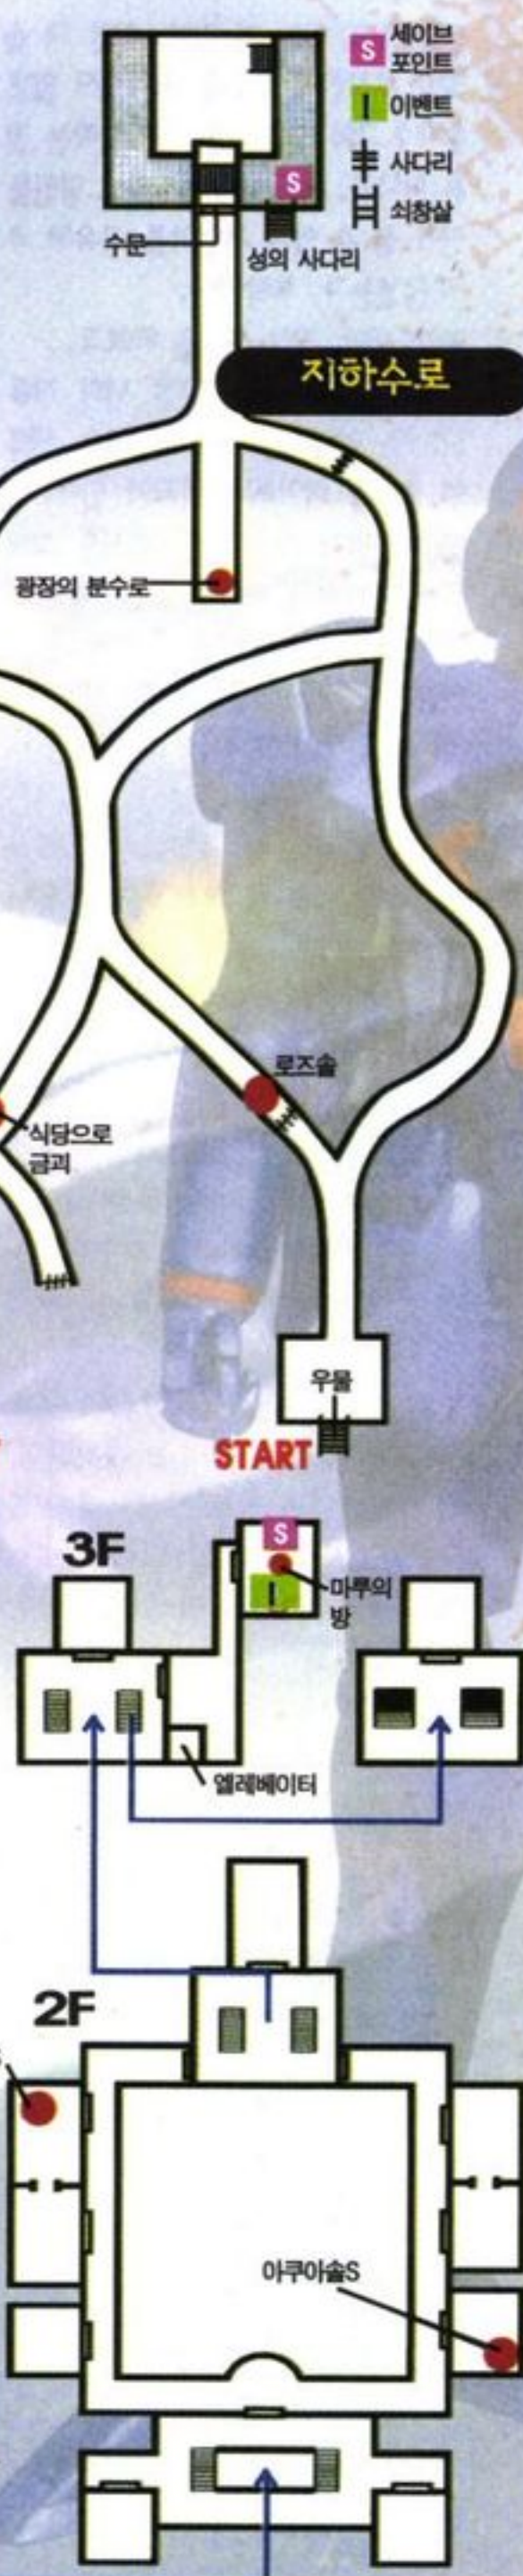 S 세이브
포인트
I 이벤트
사다리
쇠창살
S
수문
성의 사다리
지하수로
광장의 분수로
로즈솔
식당으로
금괴
우물
START
3F
S
I
마루의
방
엘레베이터
2F
아쿠아솔S